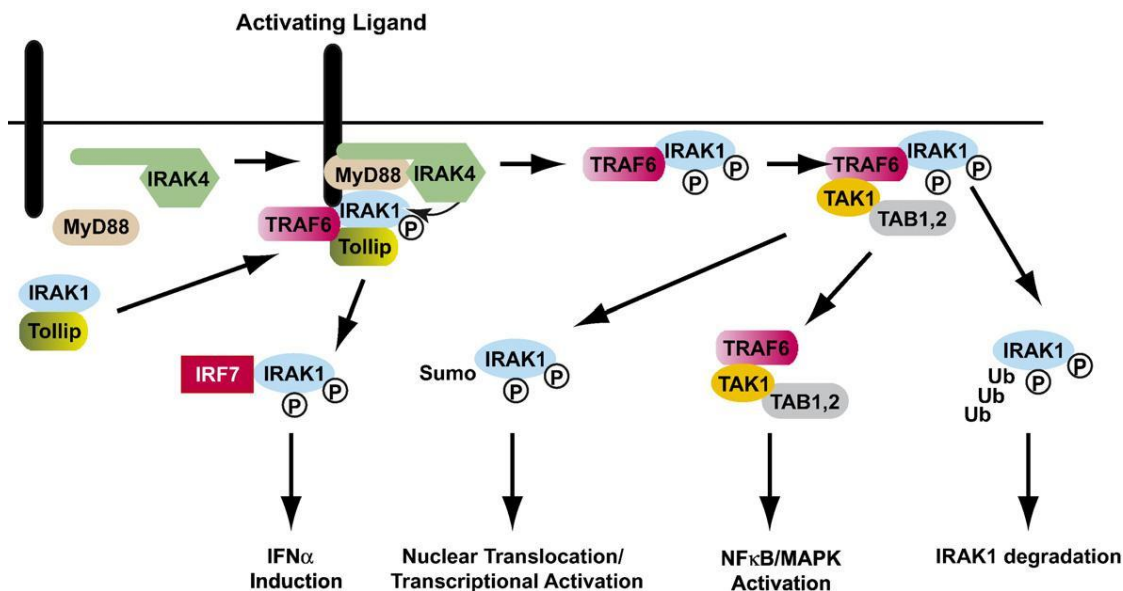 Activating Ligand
IRAK4
MyD88
IRAK1
Tollip
MyD88
IRAK4
TRAF6
IRAK1
P
Tollip
TRAF6
IRAK1
P
P
TRAF6
IRAK1
P
P
TAK1
TAB1,2
IRF7
IRAK1
P
P
Sumo
IRAK1
P
P
TRAF6
TAK1
TAB1,2
IRAK1
P
P
Ub
Ub
Ub
IFNα
Induction
Nuclear Translocation/
Transcriptional Activation
NFκB/MAPK
Activation
IRAK1 degradation